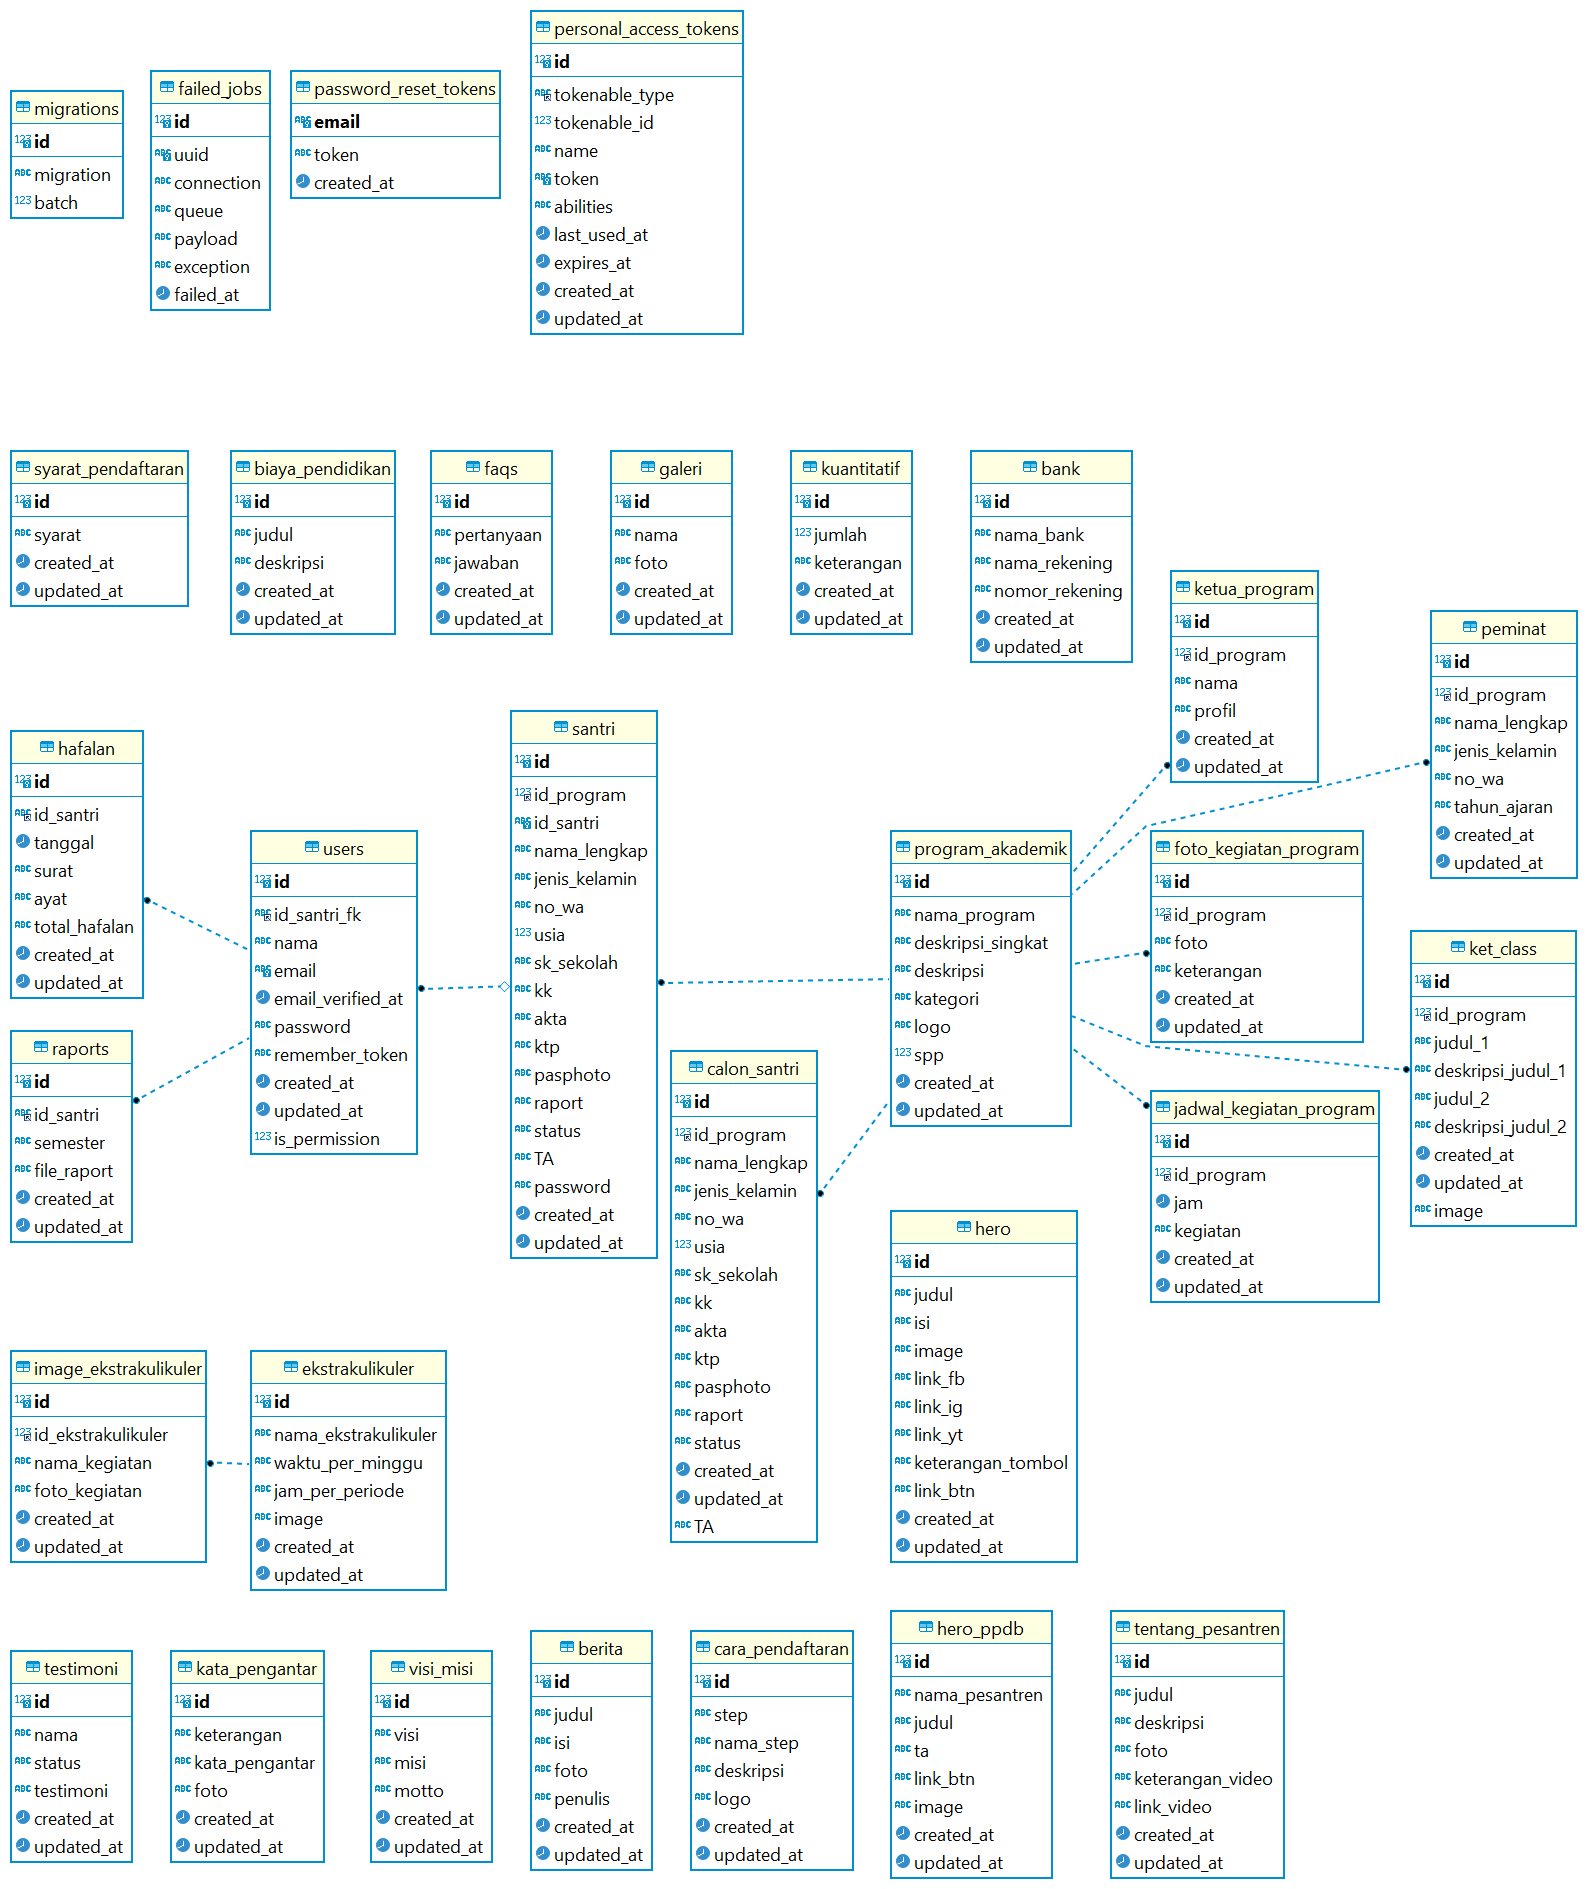 personal_access_tokens
id
tokenable_type
tokenable_id
name
token
abilities
last_used_at
expires_at
created_at
updated_at
failed_jobs
id
uuid
connection
queue
payload
exception
failed_at
password_reset_tokens
email
token
created_at
migrations
id
migration
batch
syarat_pendaftaran
id
syarat
created_at
updated_at
biaya_pendidikan
id
judul
deskripsi
created_at
updated_at
faqs
id
pertanyaan
jawaban
created_at
updated_at
galeri
id
nama
foto
created_at
updated_at
kuantitatif
id
jumlah
keterangan
created_at
updated_at
bank
id
nama_bank
nama_rekening
nomor_rekening
created_at
updated_at
ketua_program
id
id_program
nama
profil
created_at
updated_at
peminat
id
id_program
nama_lengkap
jenis_kelamin
no_wa
tahun_ajaran
created_at
updated_at
hafalan
id
id_santri
tanggal
surat
ayat
total_hafalan
created_at
updated_at
users
id
id_santri_fk
nama
email
email_verified_at
password
remember_token
created_at
updated_at
is_permission
santri
id
id_program
id_santri
nama_lengkap
jenis_kelamin
no_wa
usia
sk_sekolah
kk
akta
ktp
pasphoto
raport
status
TA
password
created_at
updated_at
program_akademik
id
nama_program
deskripsi_singkat
deskripsi
kategori
logo
spp
created_at
updated_at
foto_kegiatan_program
id
id_program
foto
keterangan
created_at
updated_at
ket_class
id
id_program
judul_1
deskripsi_judul_1
judul_2
deskripsi_judul_2
created_at
updated_at
image
raports
id
id_santri
semester
file_raport
created_at
updated_at
calon_santri
id
id_program
nama_lengkap
jenis_kelamin
no_wa
usia
sk_sekolah
kk
akta
ktp
pasphoto
raport
status
created_at
updated_at
TA
jadwal_kegiatan_program
id
id_program
jam
kegiatan
created_at
updated_at
hero
id
judul
isi
image
link_fb
link_ig
link_yt
keterangan_tombol
link_btn
created_at
updated_at
image_ekstrakulikuler
id
id_ekstrakulikuler
nama_kegiatan
foto_kegiatan
created_at
updated_at
ekstrakulikuler
id
nama_ekstrakulikuler
waktu_per_minggu
jam_per_periode
image
created_at
updated_at
testimoni
id
nama
status
testimoni
created_at
updated_at
kata_pengantar
id
keterangan
kata_pengantar
foto
created_at
updated_at
visi_misi
id
visi
misi
motto
created_at
updated_at
berita
id
judul
isi
foto
penulis
created_at
updated_at
cara_pendaftaran
id
step
nama_step
deskripsi
logo
created_at
updated_at
hero_ppdb
id
nama_pesantren
judul
ta
link_btn
image
created_at
updated_at
tentang_pesantren
id
judul
deskripsi
foto
keterangan_video
link_video
created_at
updated_at